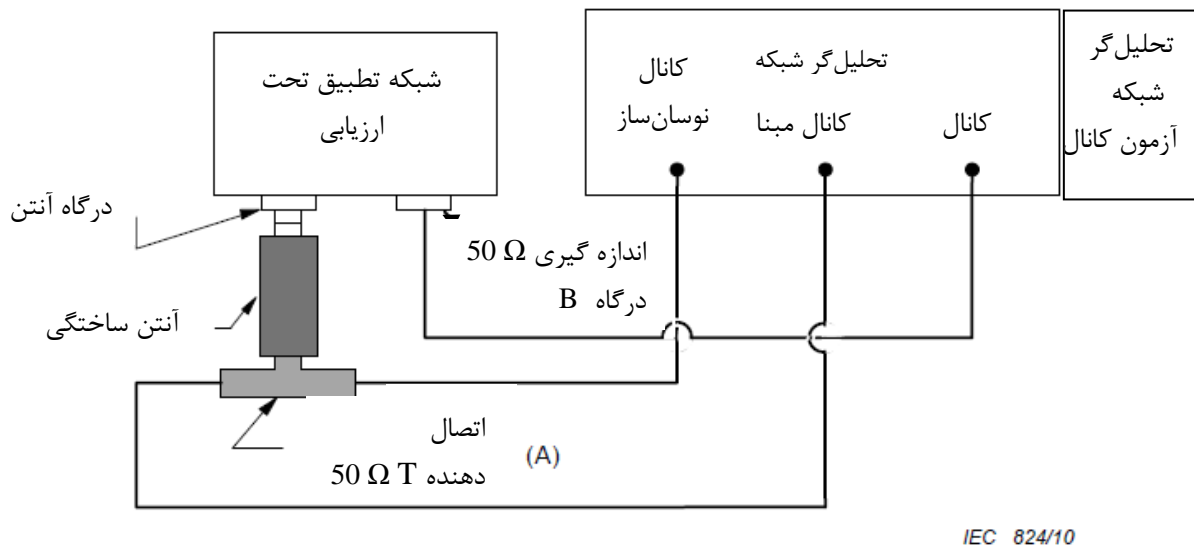 شبکه تطبیق تحت
ارزیابی
کانال
نوسان‌ساز
تحلیل‌گر شبکه
کانال مبنا
کانال
تحلیل‌گر
شبکه
آزمون کانال
درگاه آنتن
اندازه گیری 50 Ω
درگاه B
آنتن ساختگی
اتصال
دهنده 50 Ω T
(A)
IEC 824/10